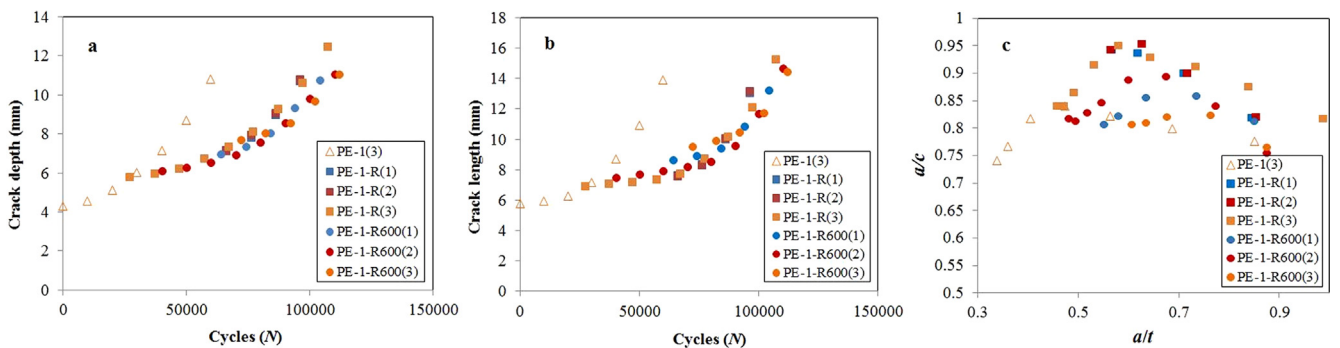 a
Crack depth (mm)
14
12
10
8
6
4
2
0
0 50000 100000 150000
Cycles (N)
PE-1(3)
PE-1-R(1)
PE-1-R(2)
PE-1-R(3)
PE-1-R600(1)
PE-1-R600(2)
PE-1-R600(3)
b
Crack length (mm)
18
16
14
12
10
8
6
4
2
0
0 50000 100000 150000
Cycles (N)
PE-1(3)
PE-1-R(1)
PE-1-R(2)
PE-1-R(3)
PE-1-R600(1)
PE-1-R600(2)
PE-1-R600(3)
c
a/c
1
0.95
0.9
0.85
0.8
0.75
0.7
0.65
0.6
0.55
0.5
0.3 0.5 0.7 0.9
a/t
PE-1(3)
PE-1-R(1)
PE-1-R(2)
PE-1-R(3)
PE-1-R600(1)
PE-1-R600(2)
PE-1-R600(3)